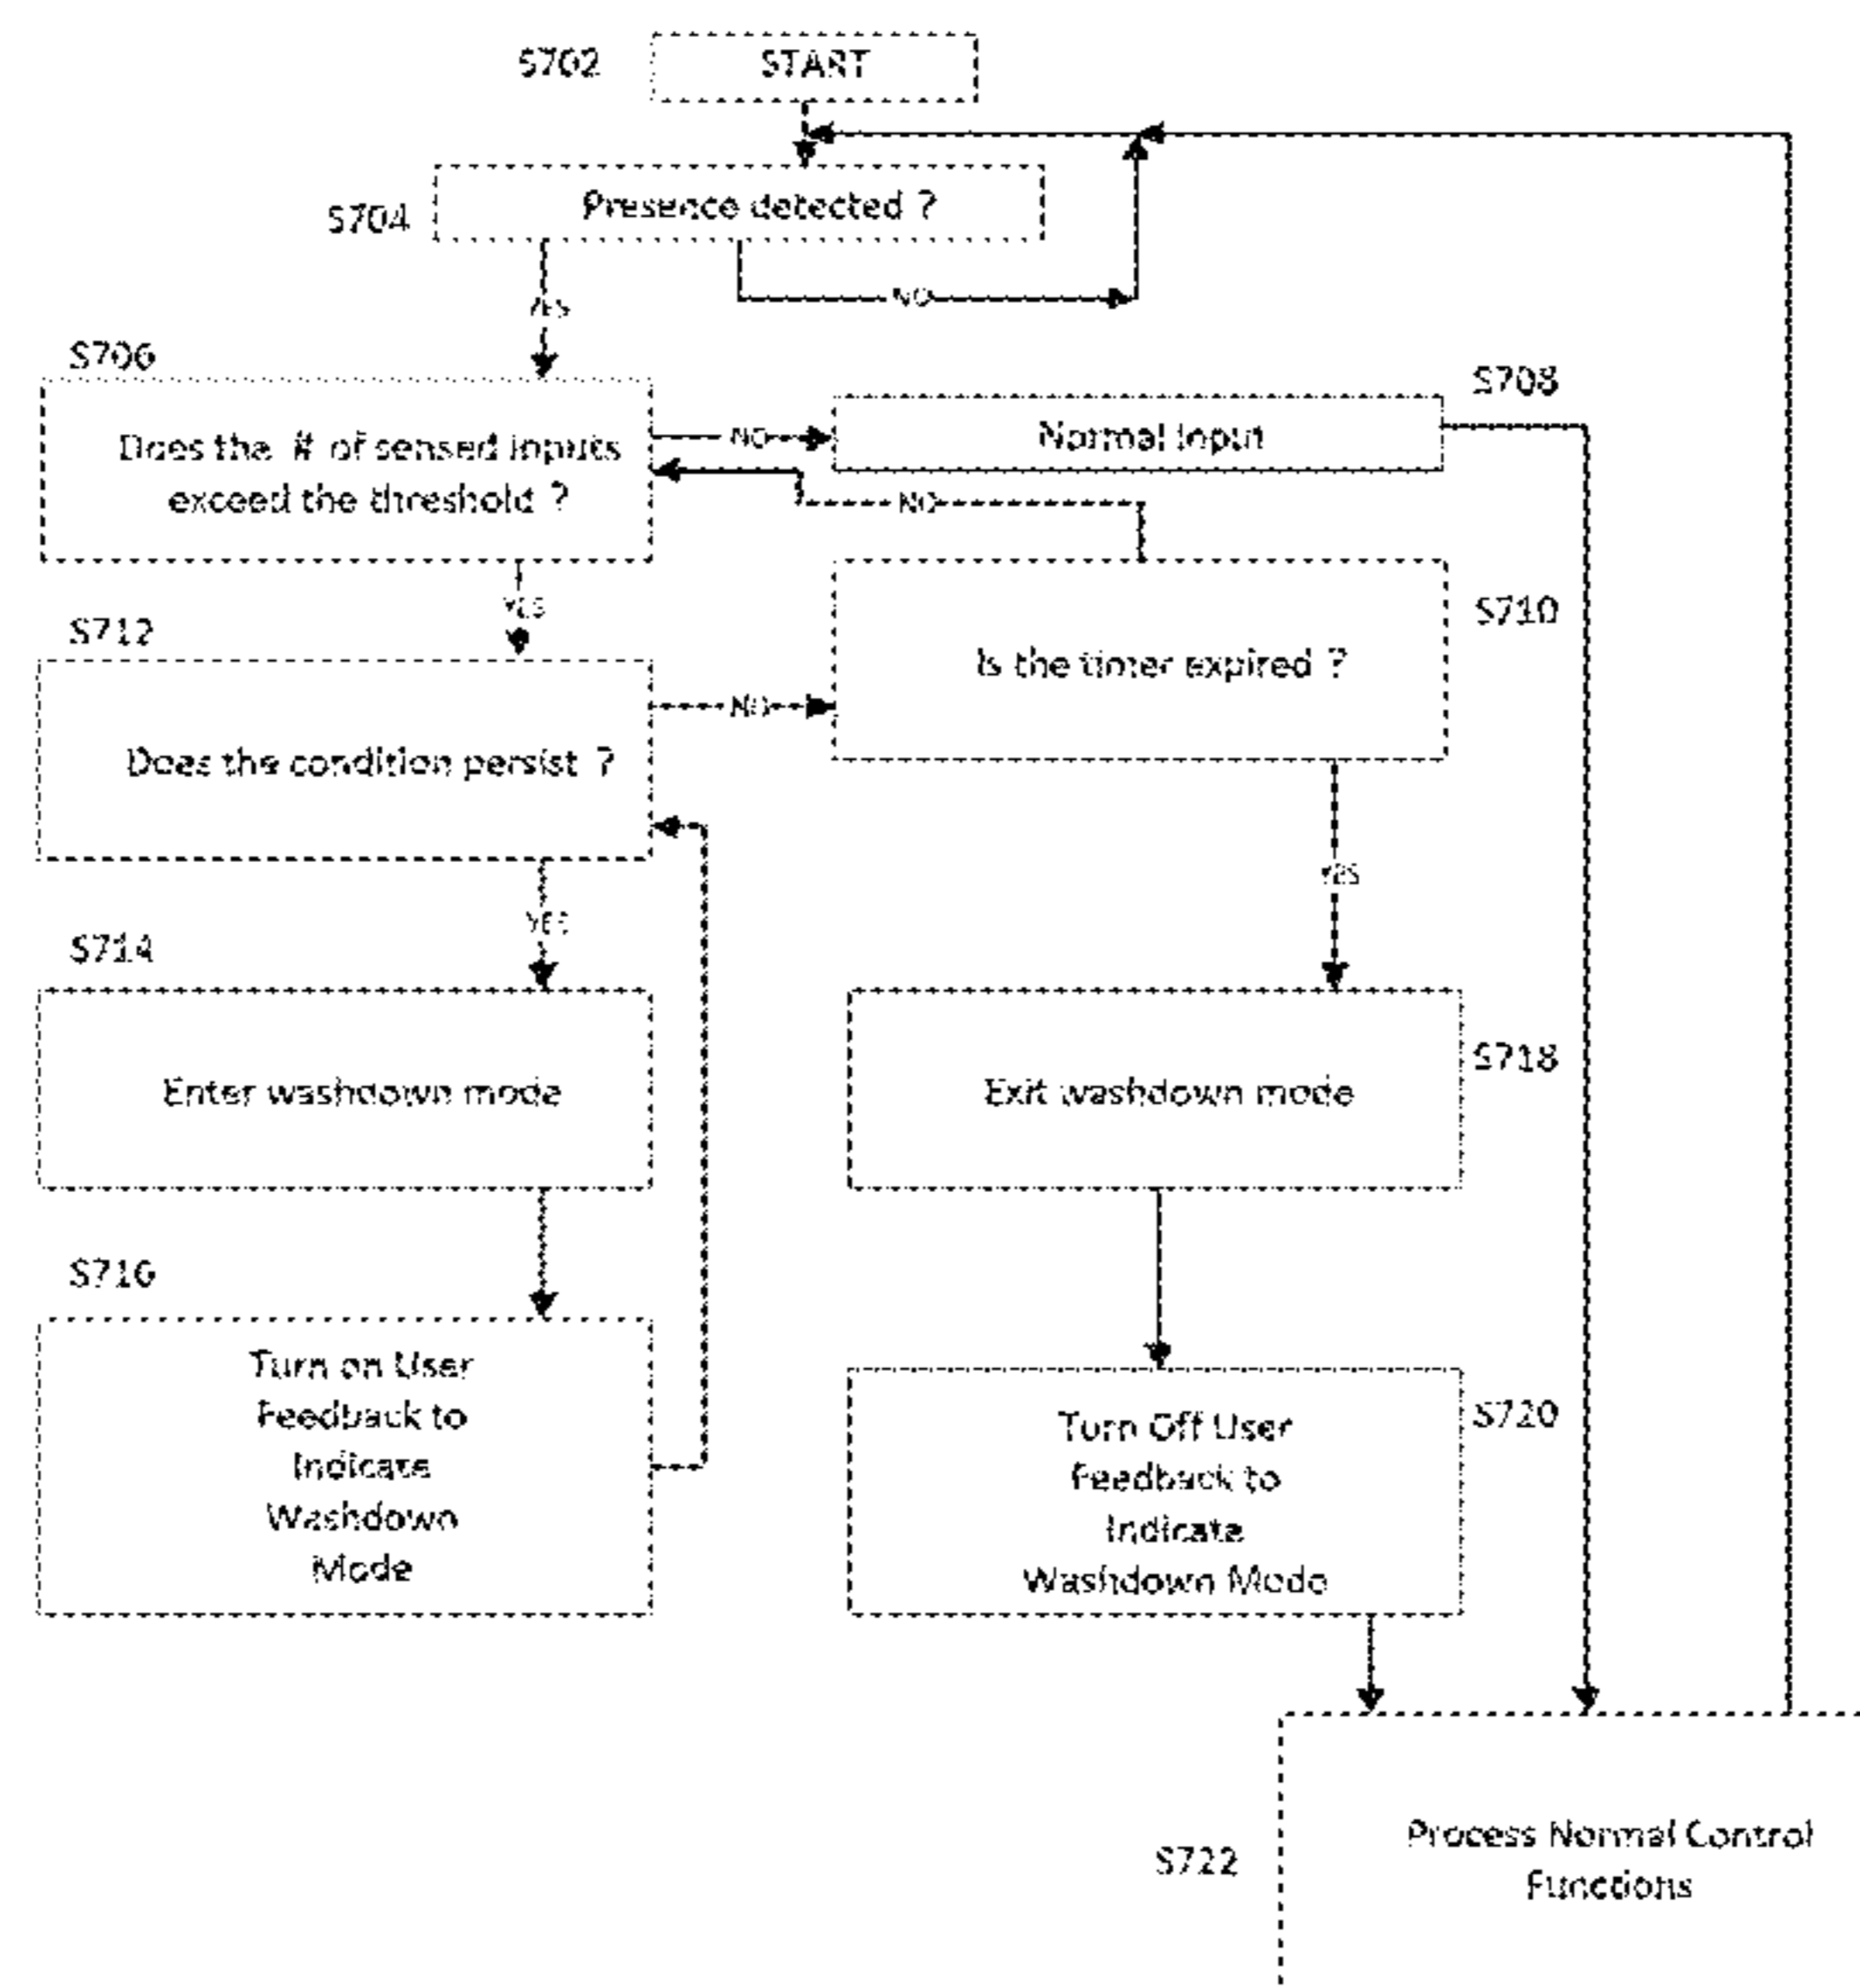 S702
START
S704
Presence detected ?
YES
NO
S706
Does the # of sensed inputs
exceed the threshold ?
NO
Normal Input
S708
NO
YES
S712
Does the condition persist ?
NO
Is the timer expired ?
S710
YES
YES
S714
Enter washdown mode
Exit washdown mode
S718
S716
Turn on User
Feedback to
Indicate
Washdown
Mode
Turn Off User
Feedback to
Indicate
Washdown Mode
S720
S722
Process Normal Control
Functions